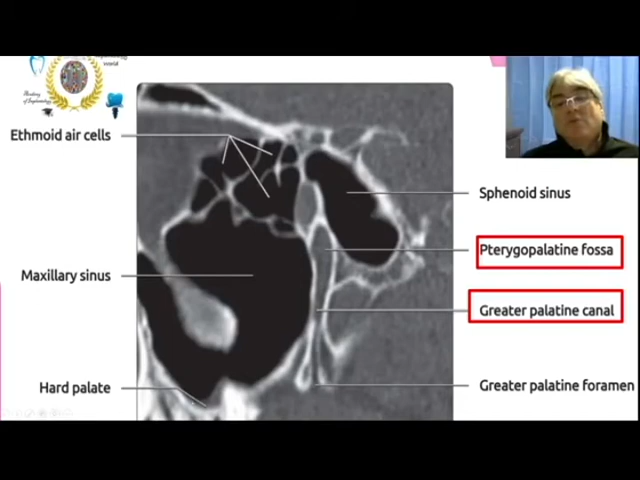 Ethmoid air cells
Sphenoid sinus
Pterygopalatine fossa
Maxillary sinus
Greater palatine canal
Hard palate
Greater palatine foramen